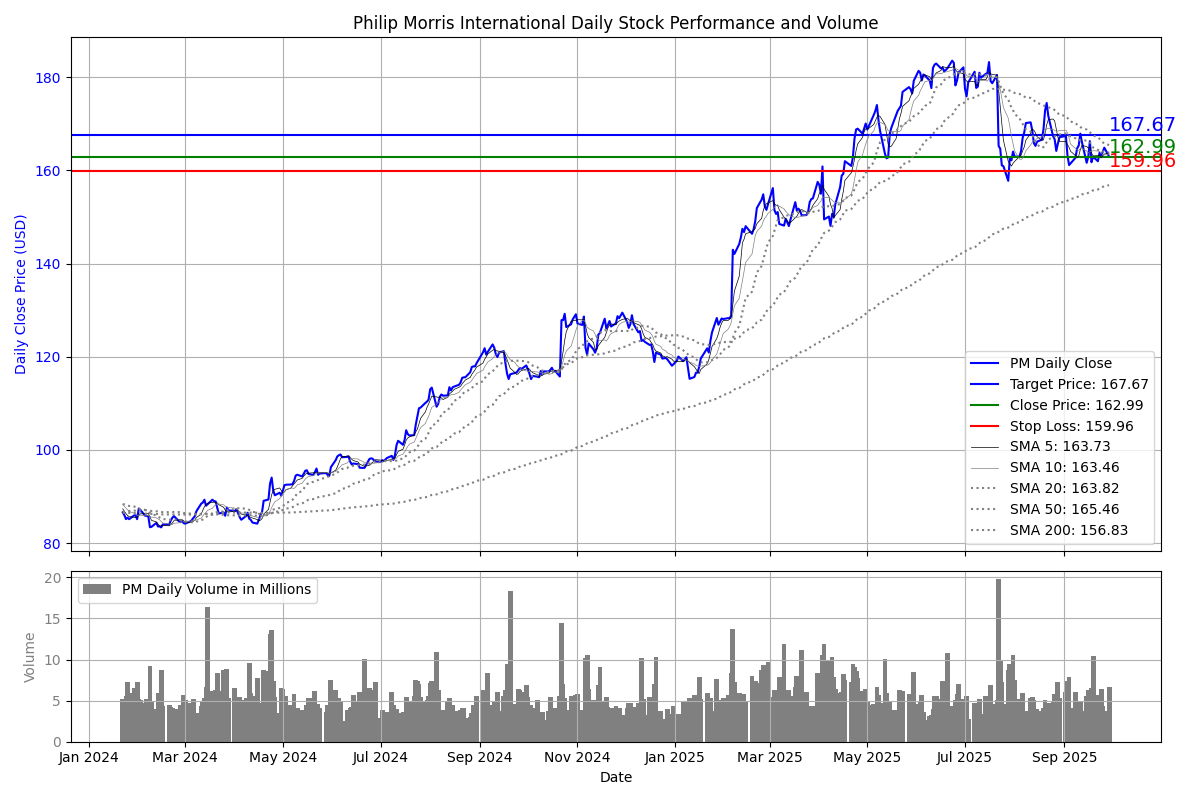 Philip Morris International Daily Stock Performance and Volume
Daily Close Price (USD)
180
160
140
120
100
80
167.67
162.99
159.96
PM Daily Close
Target Price: 167.67
Close Price: 162.99
Stop Loss: 159.96
SMA 5: 163.73
SMA 10: 163.46
SMA 20: 163.82
SMA 50: 165.46
SMA 200: 156.83
Volume
20
15
10
5
0
PM Daily Volume in Millions
Jan 2024 Mar 2024 May 2024 Jul 2024 Sep 2024 Nov 2024 Jan 2025 Mar 2025 May 2025 Jul 2025 Sep 2025
Date